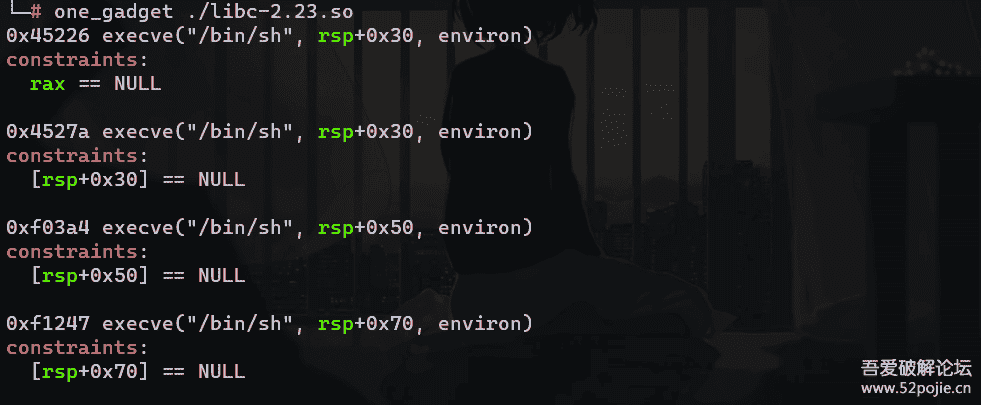 └─# one_gadget ./libc-2.23.so
0x45226 execve("/bin/sh", rsp+0x30, environ)
constraints:
  rax == NULL
0x4527a execve("/bin/sh", rsp+0x30, environ)
constraints:
  [rsp+0x30] == NULL
0xf03a4 execve("/bin/sh", rsp+0x50, environ)
constraints:
  [rsp+0x50] == NULL
0xf1247 execve("/bin/sh", rsp+0x70, environ)
constraints:
  [rsp+0x70] == NULL
吾爱破解论坛
www.52pojie.cn